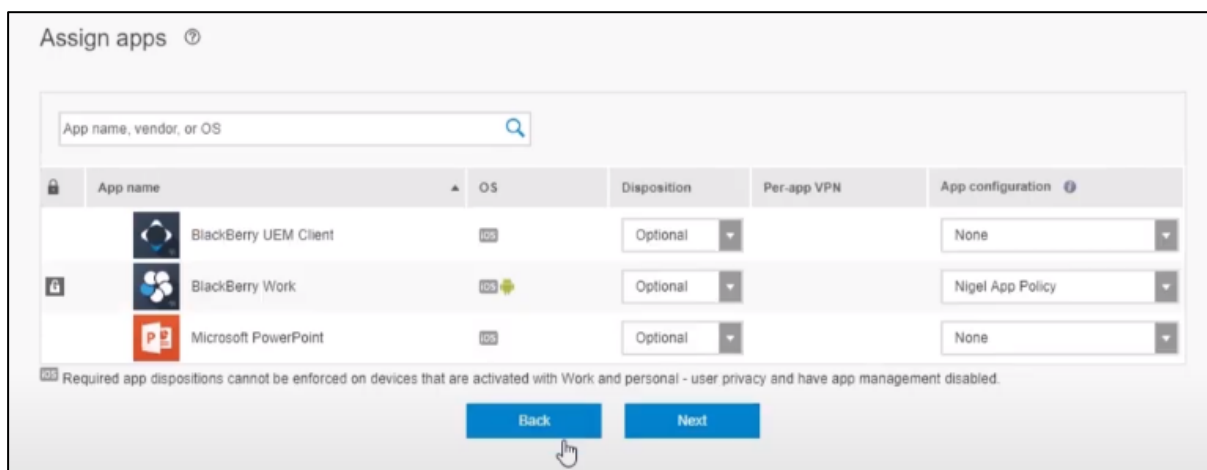 Assign apps
App name, vendor, or OS
App name OS Disposition Per-app VPN App configuration
BlackBerry UEM Client iOS Optional None
BlackBerry Work iOS Optional Nigel App Policy
Microsoft PowerPoint iOS Optional None
iOS Required app dispositions cannot be enforced on devices that are activated with Work and personal - user privacy and have app management disabled.
Back Next